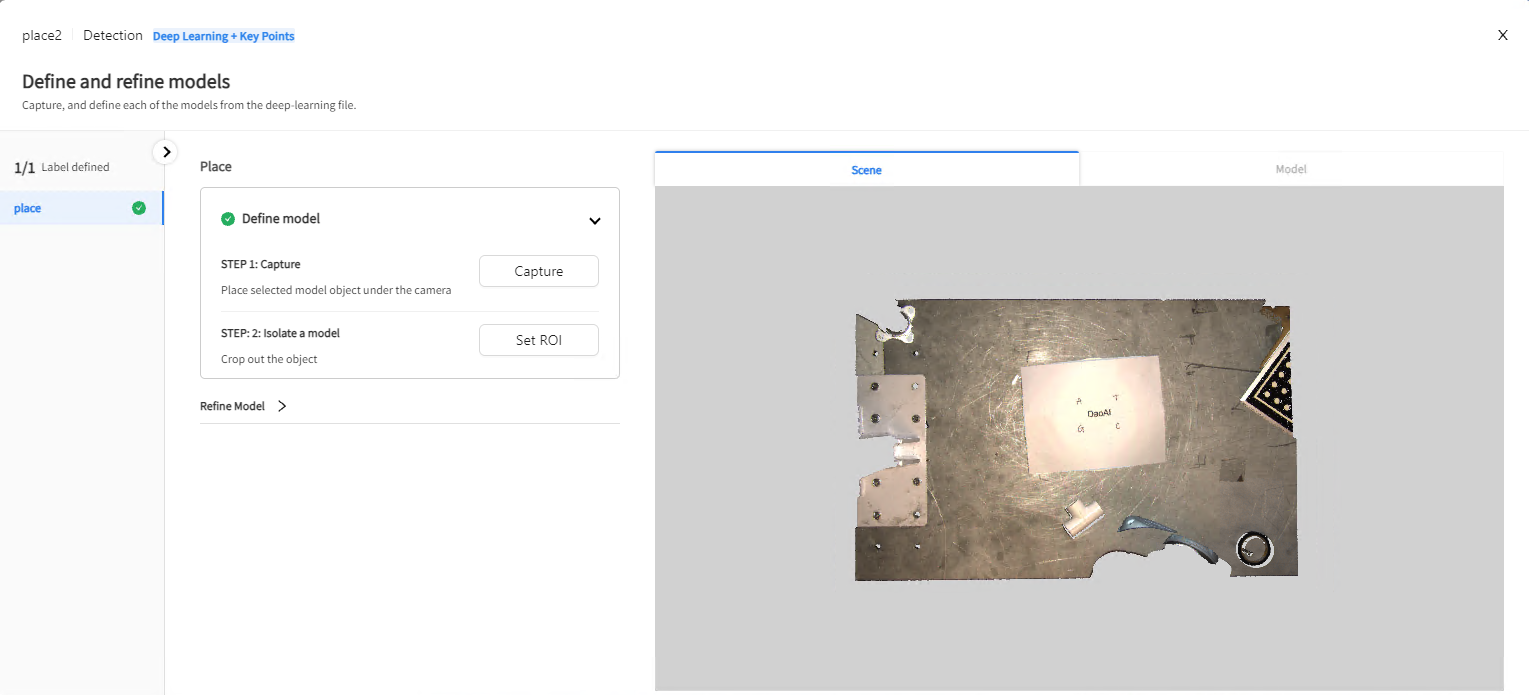 place2 Detection Deep Learning + Key Points X
Define and refine models
Capture, and define each of the models from the deep-learning file.
1/1 Label defined
place
Place
Define model
STEP 1: Capture
Place selected model object under the camera
Capture
STEP: 2: Isolate a model
Crop out the object
Set ROI
Refine Model
Scene Model
A T
DaoAI
G C